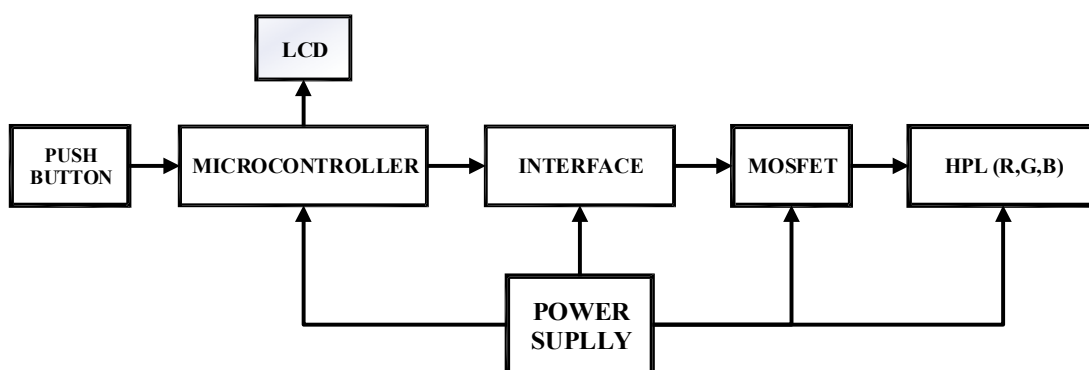 LCD
PUSH
BUTTON
MICROCONTROLLER
INTERFACE
MOSFET
HPL (R,G,B)
POWER
SUPLLY